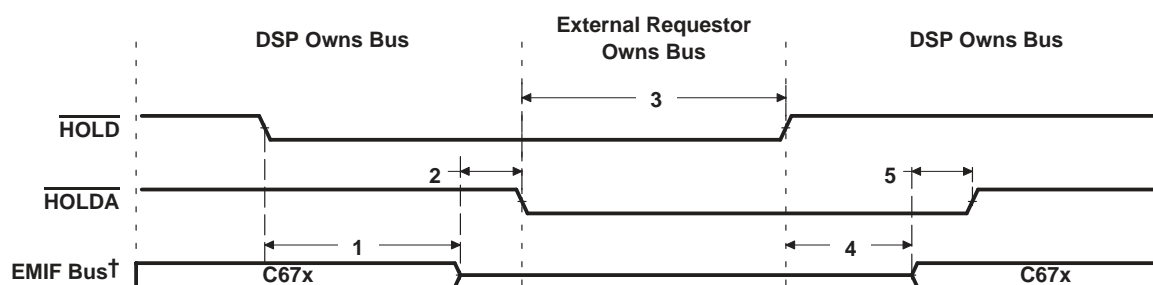 DSP Owns Bus
External Requestor
Owns Bus
DSP Owns Bus
3
HOLD
2
5
HOLDA
1
4
EMIF Bus†
C67x
C67x